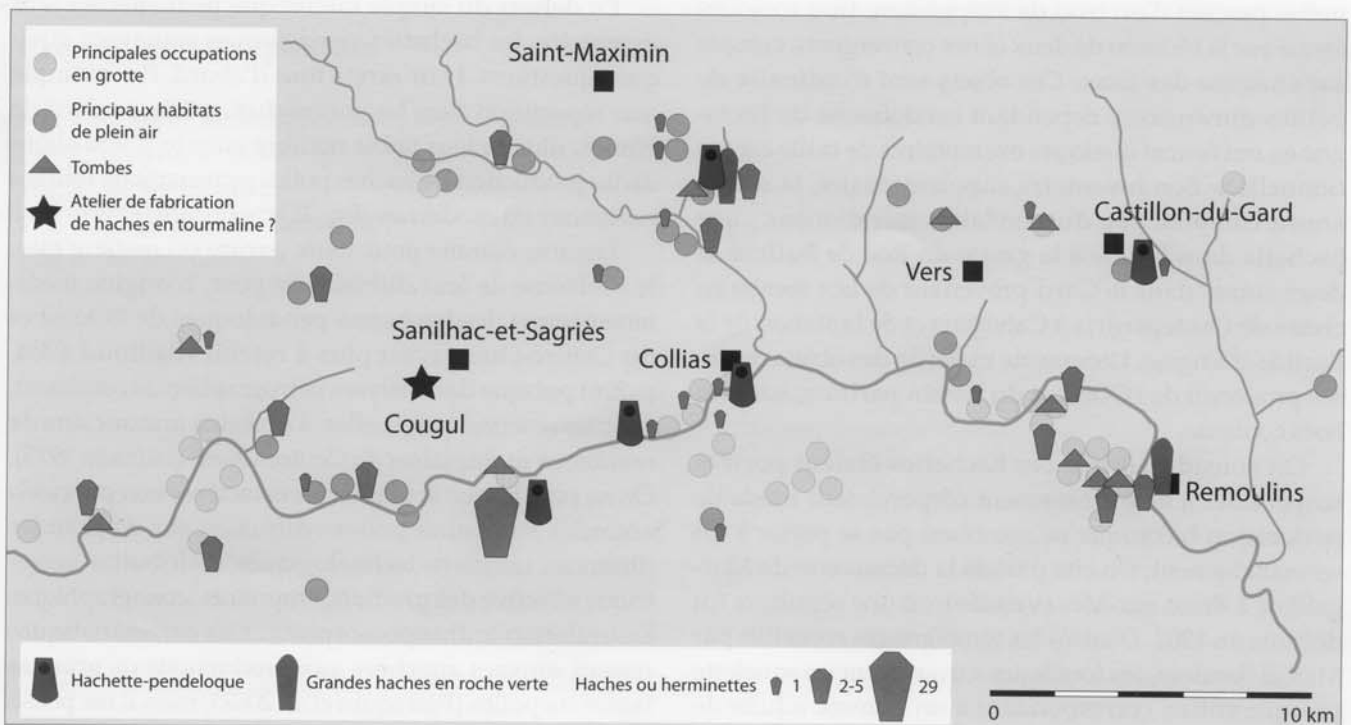 Principales occupations
en grotte
Principaux habitats
de plein air
Tombes
Atelier de fabrication
de haches en tourmaline ?
Saint-Maximin
Castillon-du-Gard
Vers
Sanilhac-et-Sagriès
Collias
Cougul
Remoulins
Hachette-pendeloque
Grandes haches en roche verte
Haches ou herminettes
1
2-5
29
0
10 km